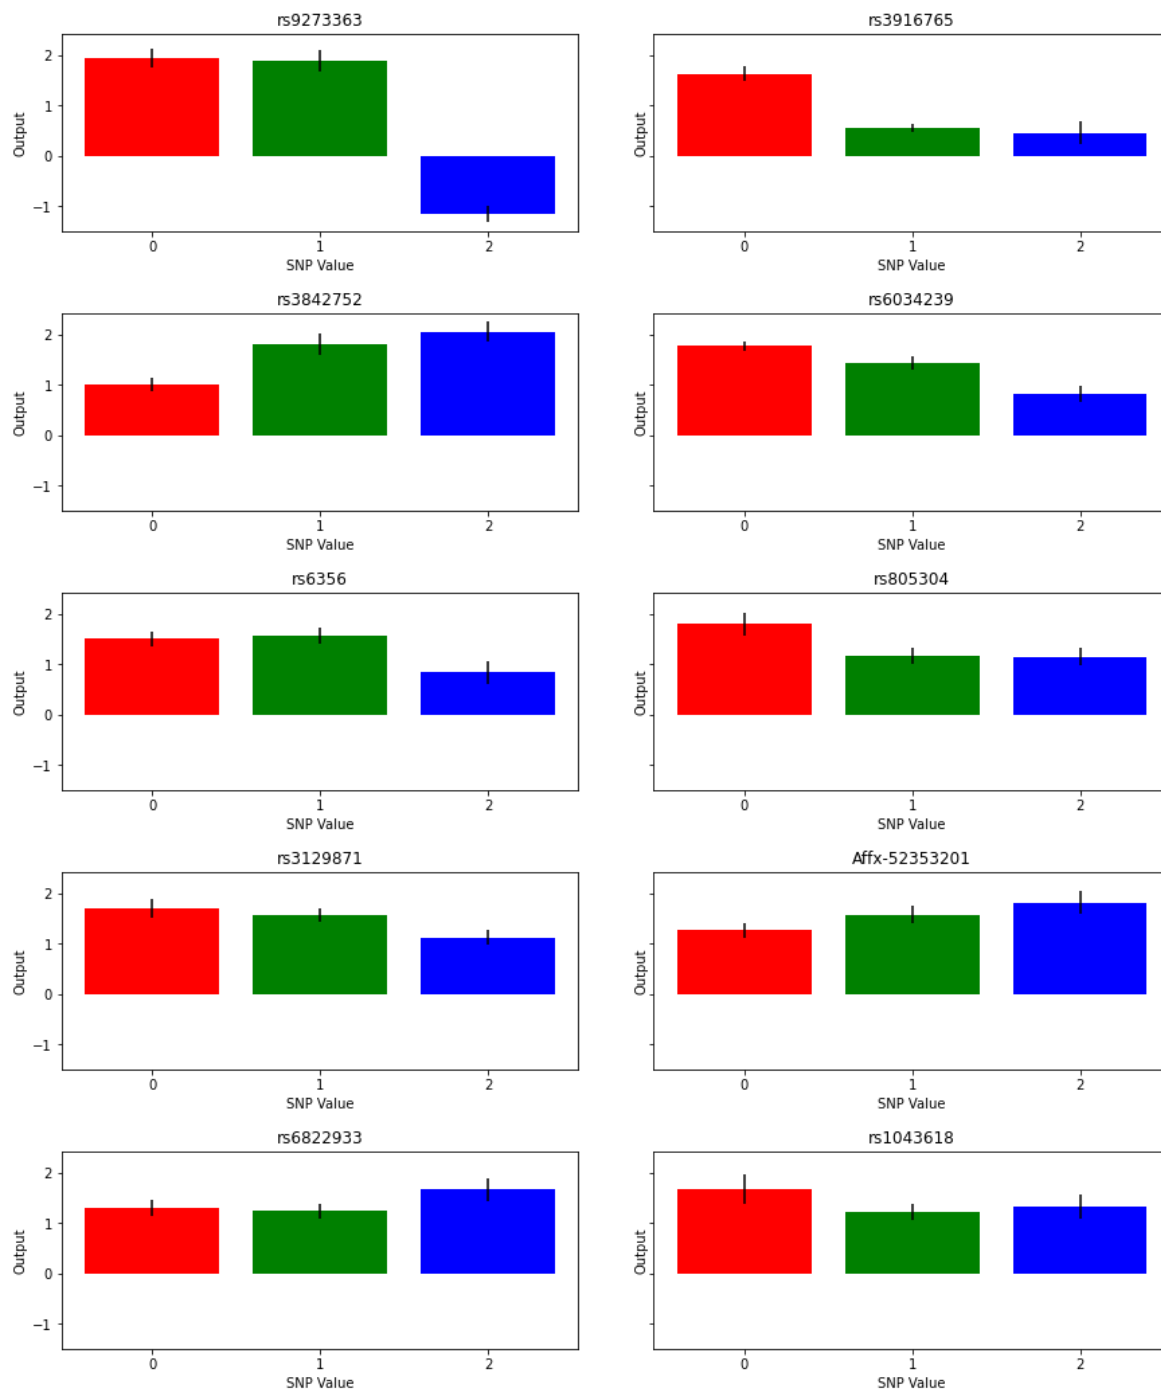 rs9273363
2
1
0
−1
Output
0 1 2
SNP Value
rs3916765
Output
0 1 2
SNP Value
rs3842752
2
1
0
−1
Output
0 1 2
SNP Value
rs6034239
Output
0 1 2
SNP Value
rs6356
2
1
0
−1
Output
0 1 2
SNP Value
rs805304
Output
0 1 2
SNP Value
rs3129871
2
1
0
−1
Output
0 1 2
SNP Value
Affx-52353201
Output
0 1 2
SNP Value
rs6822933
2
1
0
−1
Output
0 1 2
SNP Value
rs1043618
Output
0 1 2
SNP Value